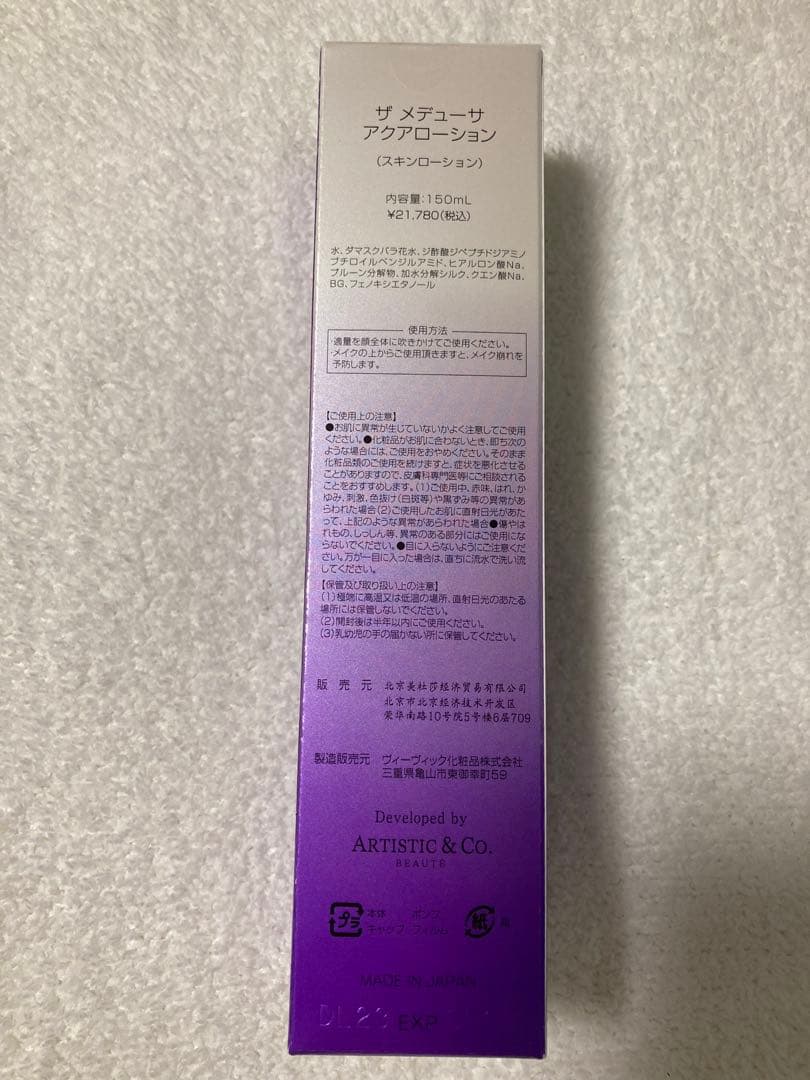 ザ メデューサ
アクアローション
(スキンローション)
内容量:150mL
¥21,780(税込)
水、ダマスクバラ花水、ジ酢酸ジペプチドジアミノ
ブチロイルベンジルアミド、ヒアルロン酸Na、
プルーン分解物、加水分解シルク、クエン酸Na、
BG、フェノキシエタノール
使用方法
・適量を顔全体に吹きかけてご使用ください。
・メイクの上からご使用頂きますと、メイク崩れを
予防します。
【ご使用上の注意】
●お肌に異常が生じていないかよく注意してご使用
ください。●化粧品がお肌に合わないとき、即ち次の
ような場合には、ご使用をおやめください。そのまま
化粧品類のご使用を続けますと、症状を悪化させる
ことがありますので、皮膚科専門医等にご相談される
ことをおすすめします。(1)ご使用中、赤味、はれ、か
ゆみ、刺激、色抜け(白斑等)や黒ずみ等の異常があ
らわれた場合(2)ご使用したお肌に直射日光があた
って、上記のような異常があらわれた場合●傷やは
れもの、しっしん等、異常のある部分にはご使用にな
らないでください。●目に入らないようにご注意くだ
さい。万が一目に入った場合は、直ちに流水で洗い流
してください。
【保管及び取り扱い上の注意】
(1)極端に高温又は低温の場所、直射日光のあたる
場所には保管しないでください。
(2)開封後は半年以内にご使用ください。
(3)乳幼児の手の届かない所に保管してください。
販売元 北京美杜莎经济贸易有限公司
北京市北京经济技术开发区
荣华南路10号院5号楼6层709
製造販売元 ヴィーヴィック化粧品株式会社
三重県亀山市東御幸町59
Developed by
ARTISTIC & CO.
BEAUTÉ
プラ 本体 ポンプ
キャップ フィルム
紙 箱
MADE IN JAPAN
DL23 EXP